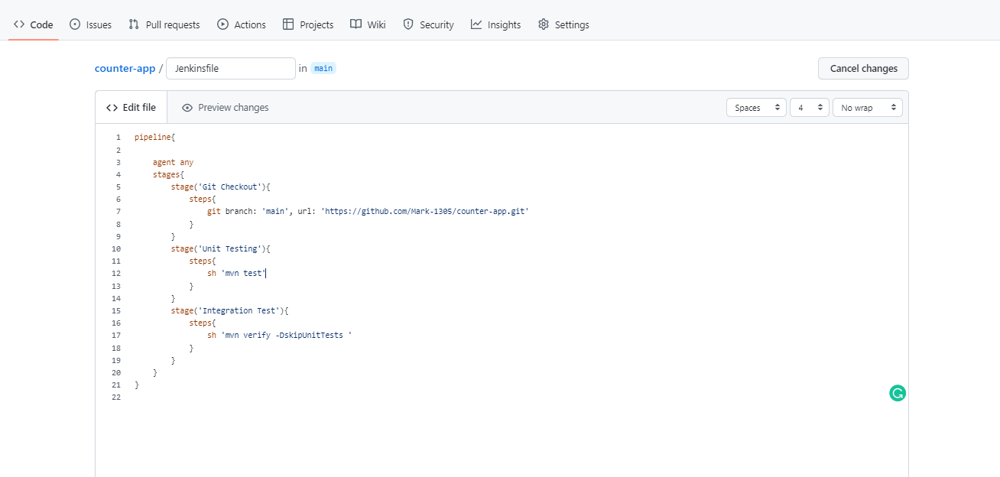 Code Issues Pull requests Actions Projects Wiki Security Insights Settings
counter-app / Jenkinsfile in main Cancel changes
Edit file Preview changes Spaces 4 No wrap
1 pipeline{
2
3 agent any
4 stages{
5 stage('Git Checkout'){
6 steps{
7 git branch: 'main', url: 'https://github.com/Mark-1305/counter-app.git'
8 }
9 }
10 stage('Unit Testing'){
11 steps{
12 sh 'mvn test'
13 }
14 }
15 stage('Integration Test'){
16 steps{
17 sh 'mvn verify -DskipUnitTests '
18 }
19 }
20 }
21 }
22